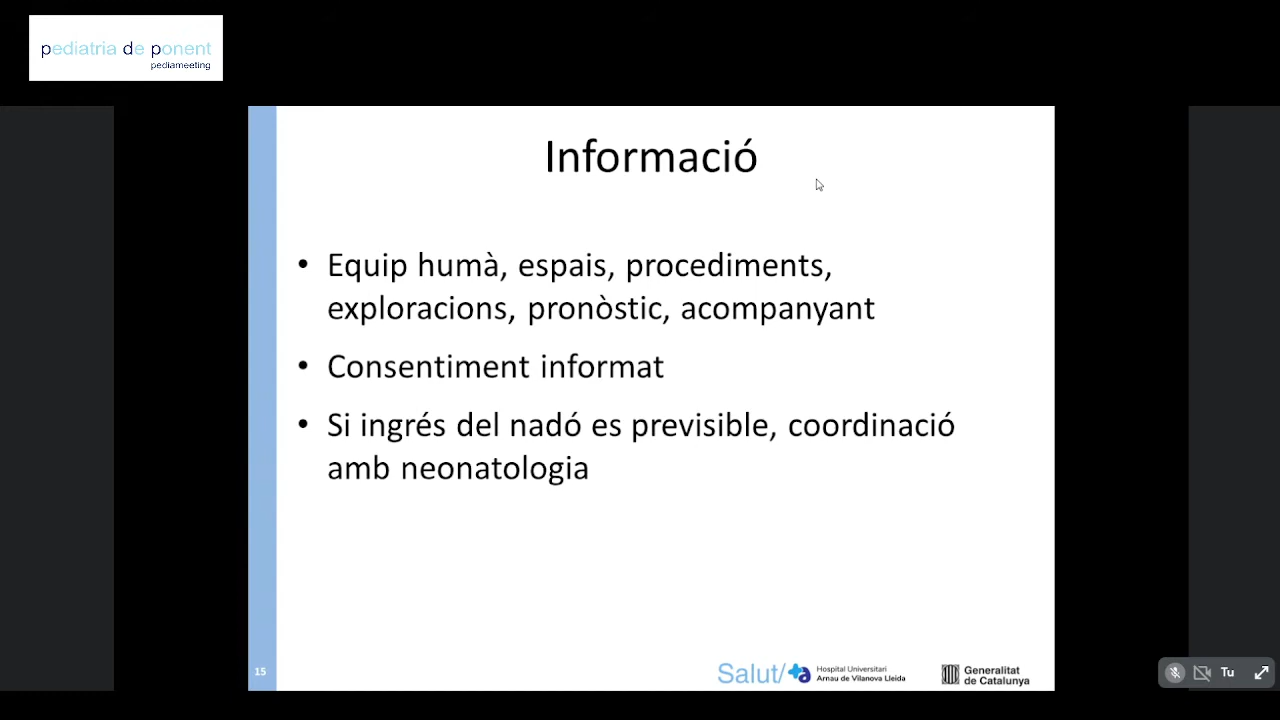 pediatria de ponent
pediameeting
Informació
• Equip humà, espais, procediments,
exploracions, pronòstic, acompanyant
• Consentiment informat
• Si ingrés del nadó es previsible, coordinació
amb neonatologia
15
Salut/
Hospital Universitari
Arnau de Vilanova Lleida
Generalitat
de Catalunya
Tu